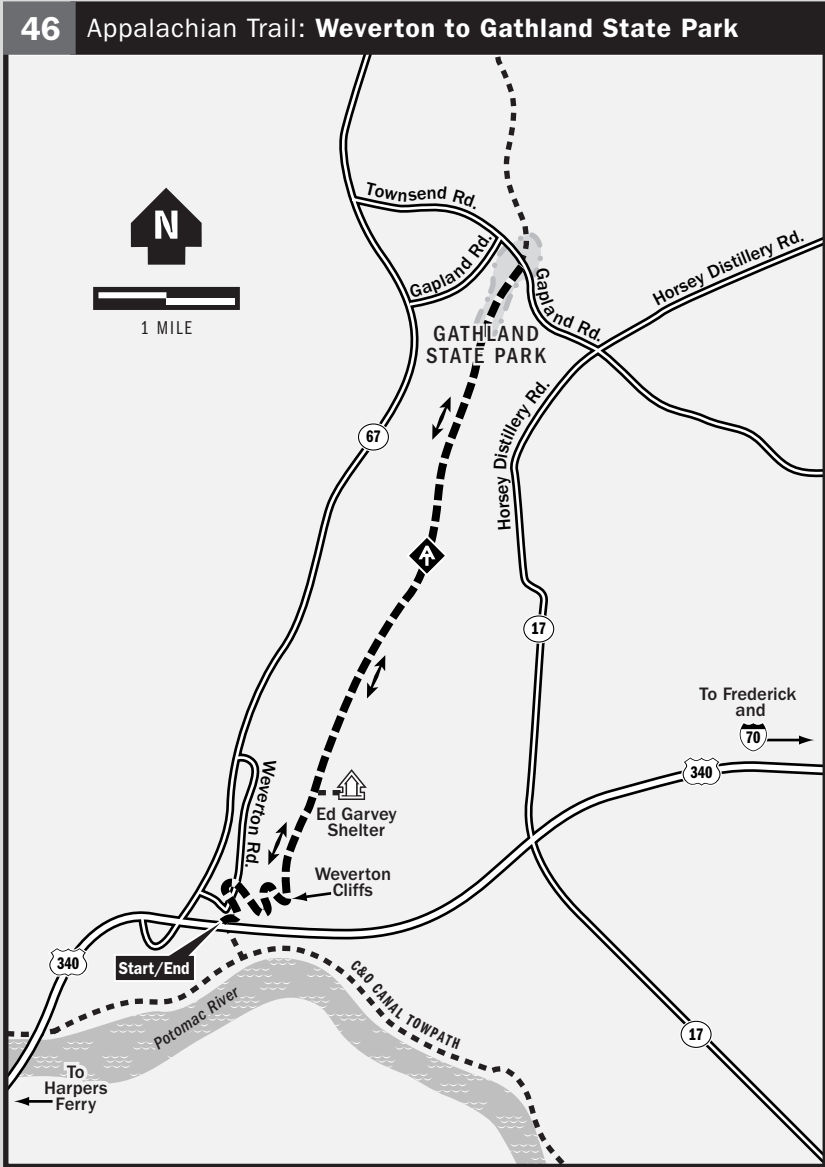 46 Appalachian Trail: Weverton to Gathland State Park
Townsend Rd.
N
Gapland Rd.
Gapland Rd.
Horsey Distillery Rd.
1 MILE
GATHLAND
STATE PARK
Horsey Distillery Rd.
67
A
17
To Frederick
and
70
340
Weverton Rd.
Ed Garvey
Shelter
Weverton
Cliffs
340
Start/End
C&O CANAL TOWPATH
Potomac River
17
To
Harpers
Ferry